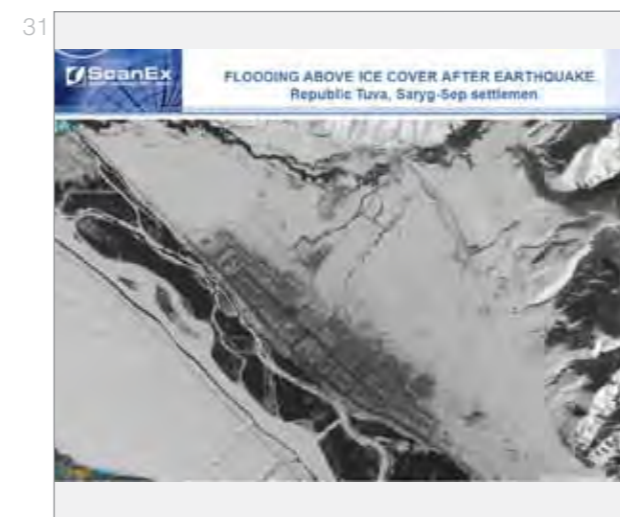 31
ScanEx
FLOODING ABOVE ICE COVER AFTER EARTHQUAKE
Republic Tuva, Saryg-Sep settlemen